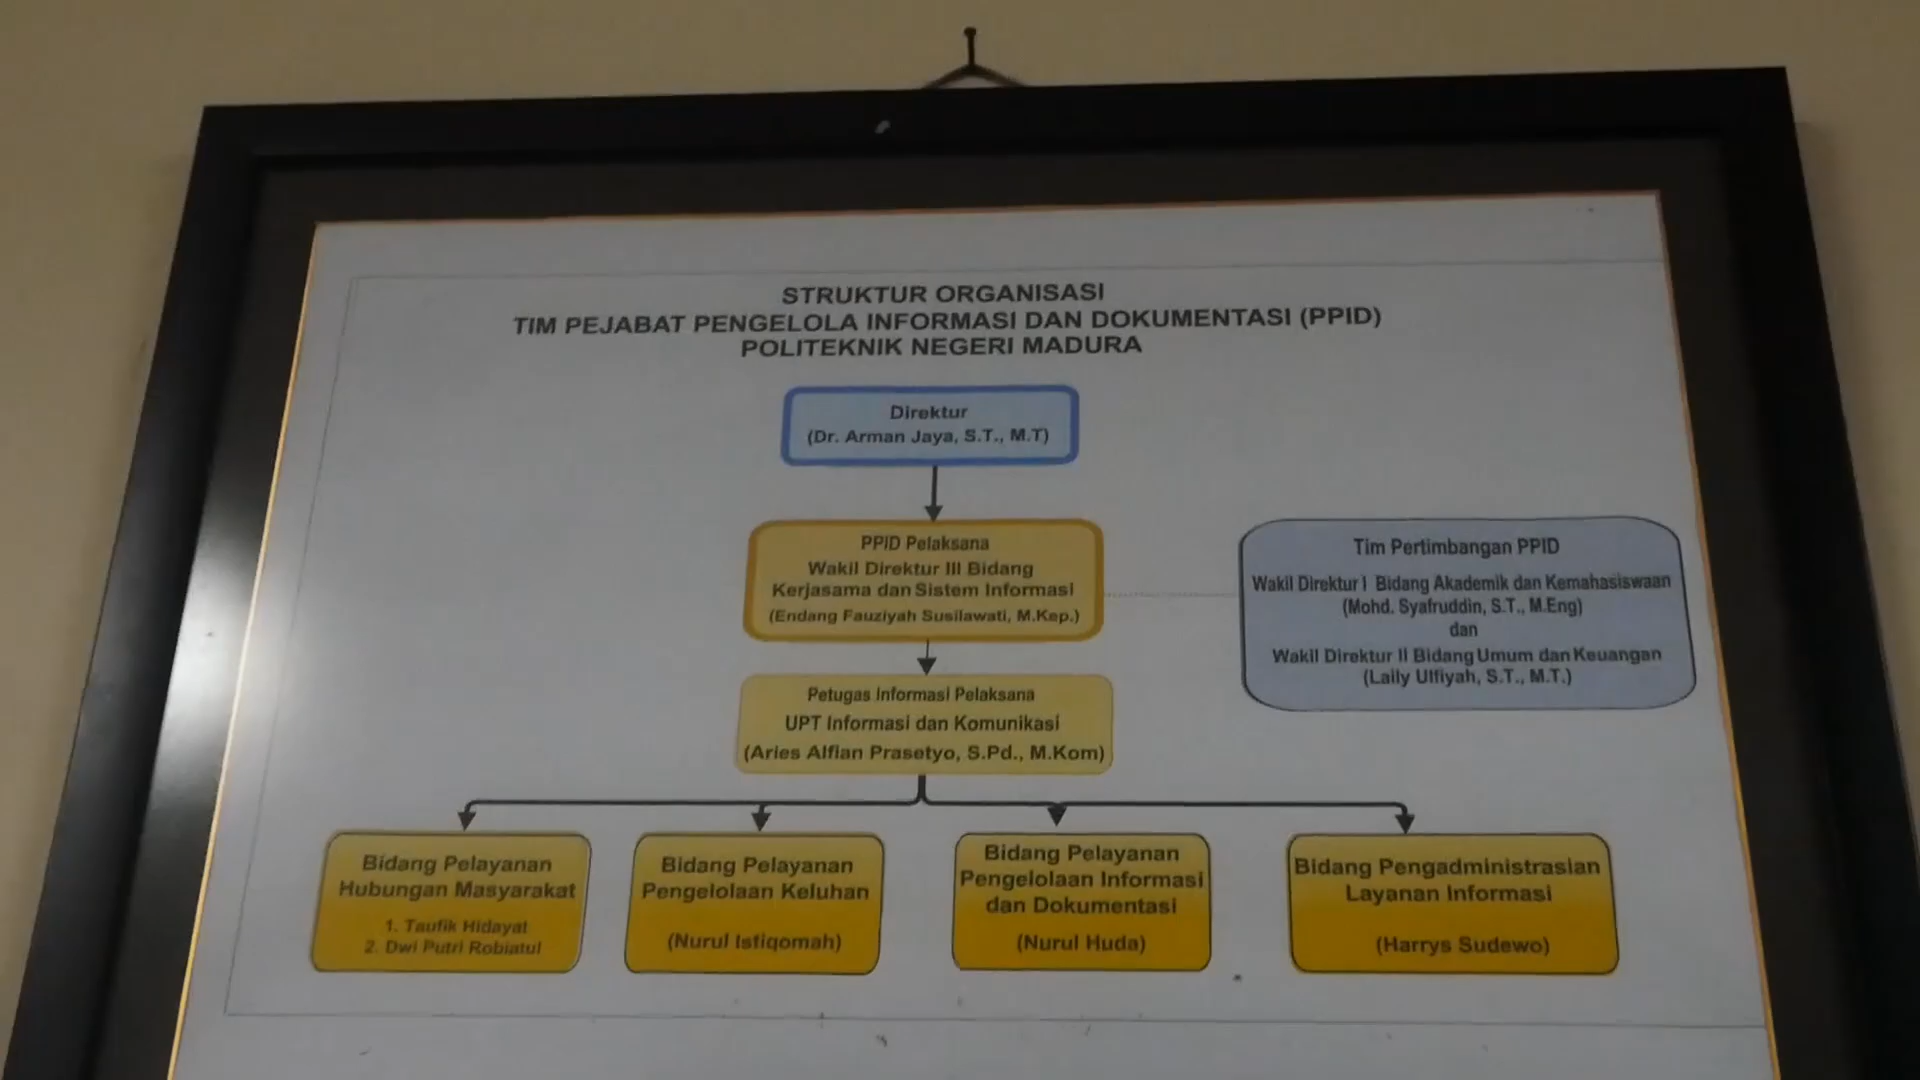 STRUKTUR ORGANISASI
TIM PEJABAT PENGELOLA INFORMASI DAN DOKUMENTASI (PPID)
POLITEKNIK NEGERI MADURA
Direktur
(Dr. Arman Jaya, S.T., M.T)
PPID Pelaksana
Wakil Direktur III Bidang
Kerjasama dan Sistem Informasi
(Endang Fauziyah Susilawati, M.Kep.)
Tim Pertimbangan PPID
Wakil Direktur I Bidang Akademik dan Kemahasiswaan
(Mohd. Syafruddin, S.T., M.Eng)
dan
Wakil Direktur II Bidang Umum dan Keuangan
(Laily Ulfiyah, S.T., M.T.)
Petugas Informasi Pelaksana
UPT Informasi dan Komunikasi
(Aries Alfian Prasetyo, S.Pd., M.Kom)
Bidang Pelayanan
Hubungan Masyarakat
1. Taufik Hidayat
2. Dwi Putri Robiatul
Bidang Pelayanan
Pengelolaan Keluhan
(Nurul Istiqomah)
Bidang Pelayanan
Pengelolaan Informasi
dan Dokumentasi
(Nurul Huda)
Bidang Pengadministrasian
Layanan Informasi
(Harrys Sudewo)